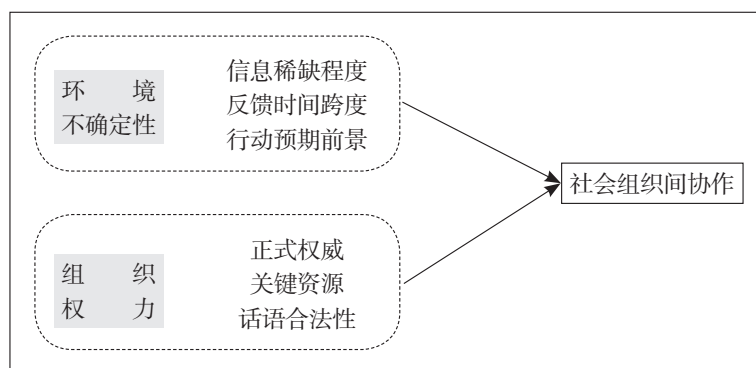 环 境
不确定性
信息稀缺程度
反馈时间跨度
行动预期前景
社会组织间协作
组 织
权 力
正式权威
关键资源
话语合法性